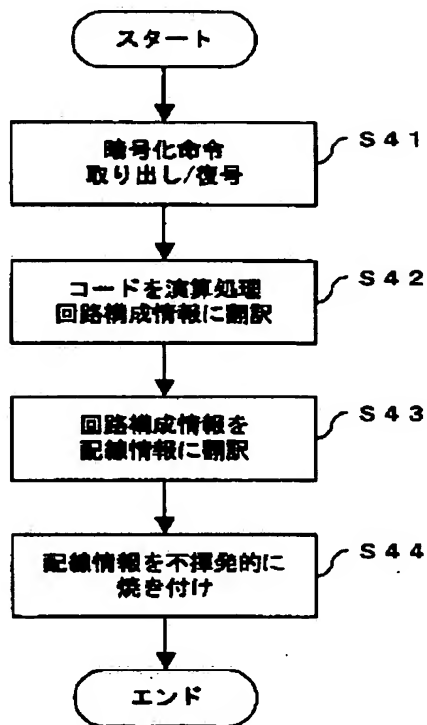 スタート
暗号化命令
取り出し/復号
S41
コードを演算処理
回路構成情報に翻訳
S42
回路構成情報を
配線情報に翻訳
S43
配線情報を不揮発的に
焼き付け
S44
エンド